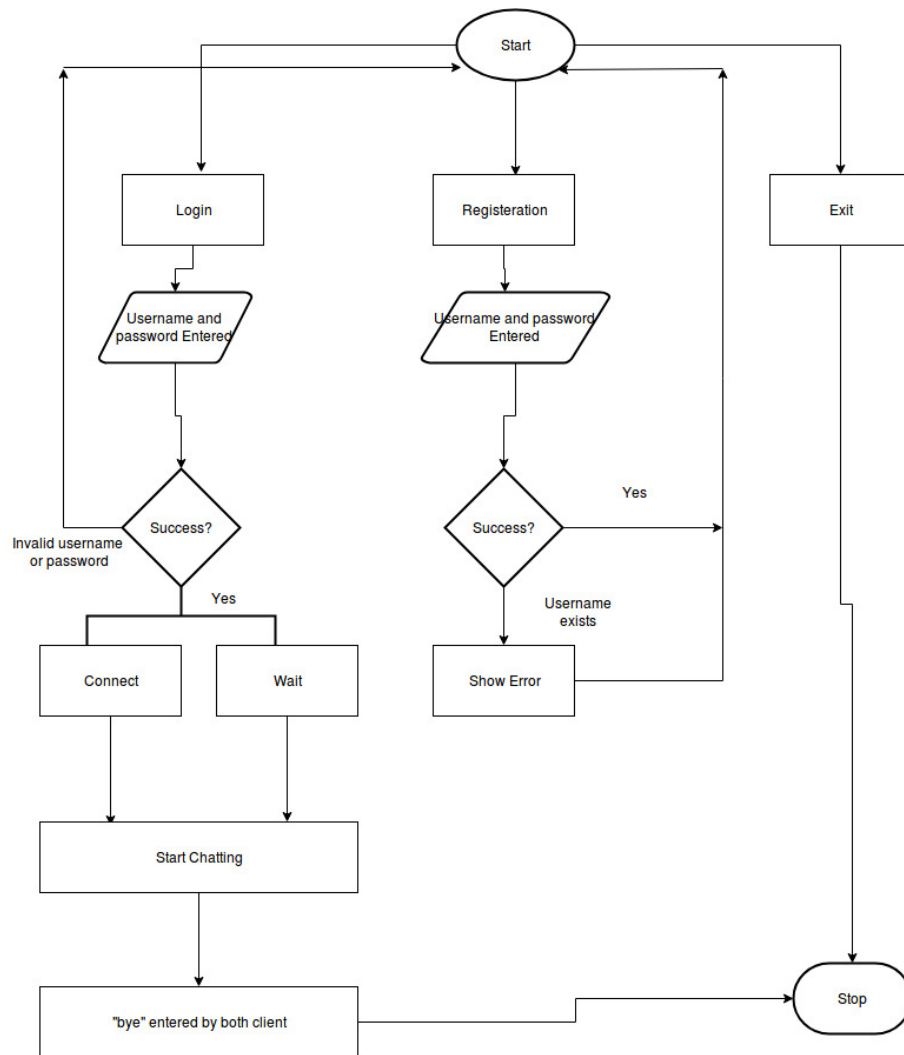 Start
Login
Registeration
Exit
Username and
password Entered
Username and password
Entered
Success?
Success?
Yes
Invalid username
or password
Yes
Username
exists
Connect
Wait
Show Error
Start Chatting
"bye" entered by both client
Stop